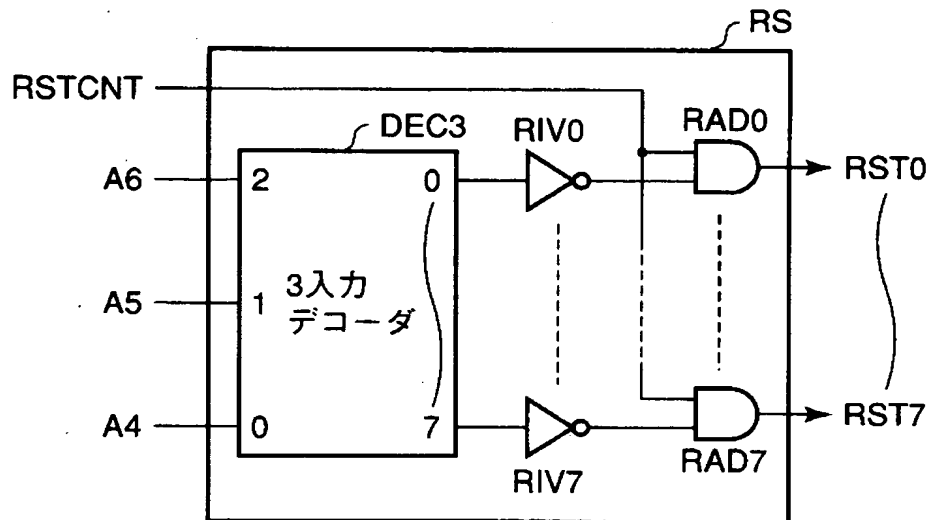 RS
RSTCNT
DEC3
RIV0
RAD0
A6
2
0
RST0
A5
1
3入力
デコーダ
A4
0
7
RIV7
RAD7
RST7